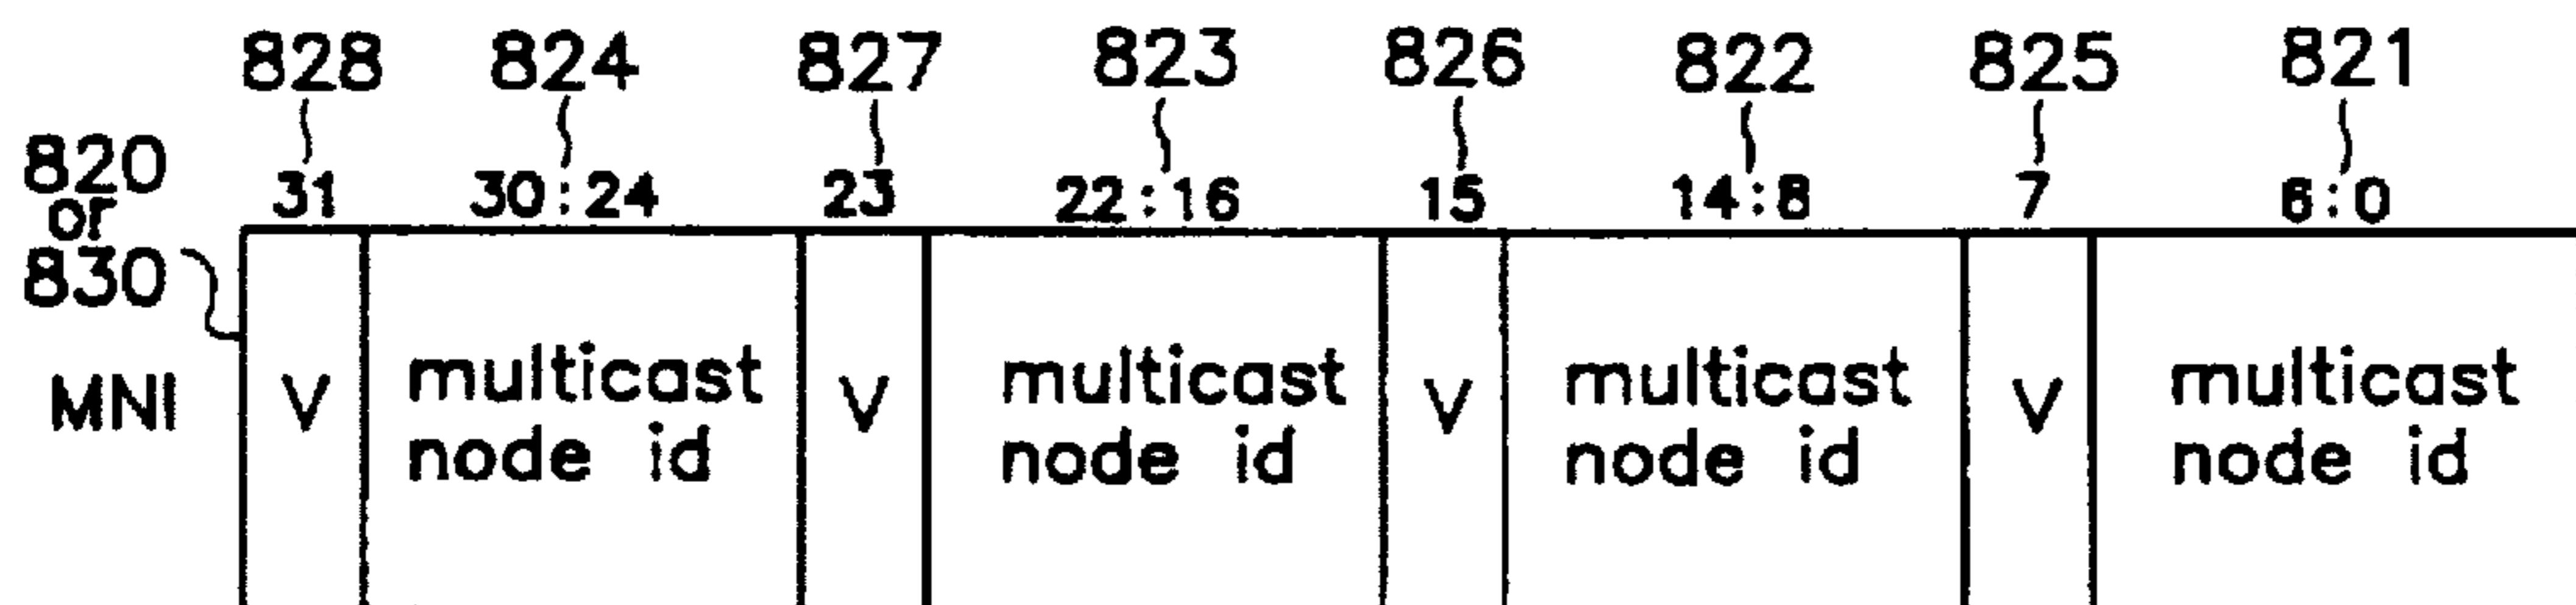 828 824 827 823 826 822 825 821
820
or
830
31 30:24 23 22:16 15 14:8 7 6:0
MNI V multicast node id V multicast node id V multicast node id V multicast node id